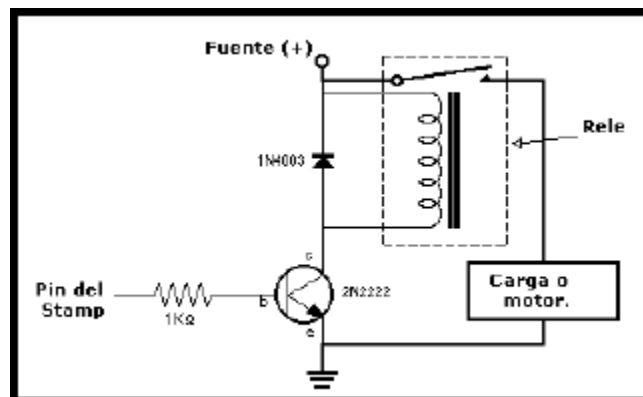 Fuente (+)
Rele
1N4003
c
Pin del
Stamp
1KΩ
b
2N2222
e
Carga o
motor.